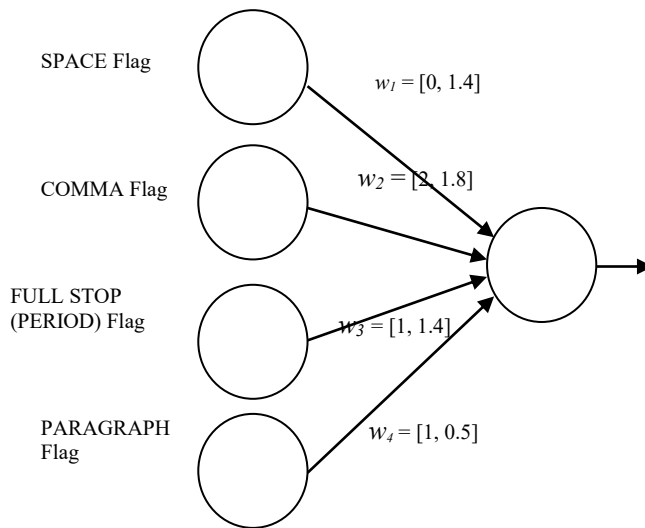 SPACE Flag
w₁ = [0, 1.4]
COMMA Flag
w₂ = [2, 1.8]
FULL STOP
(PERIOD) Flag
w₃ = [1, 1.4]
PARAGRAPH
Flag
w₄ = [1, 0.5]